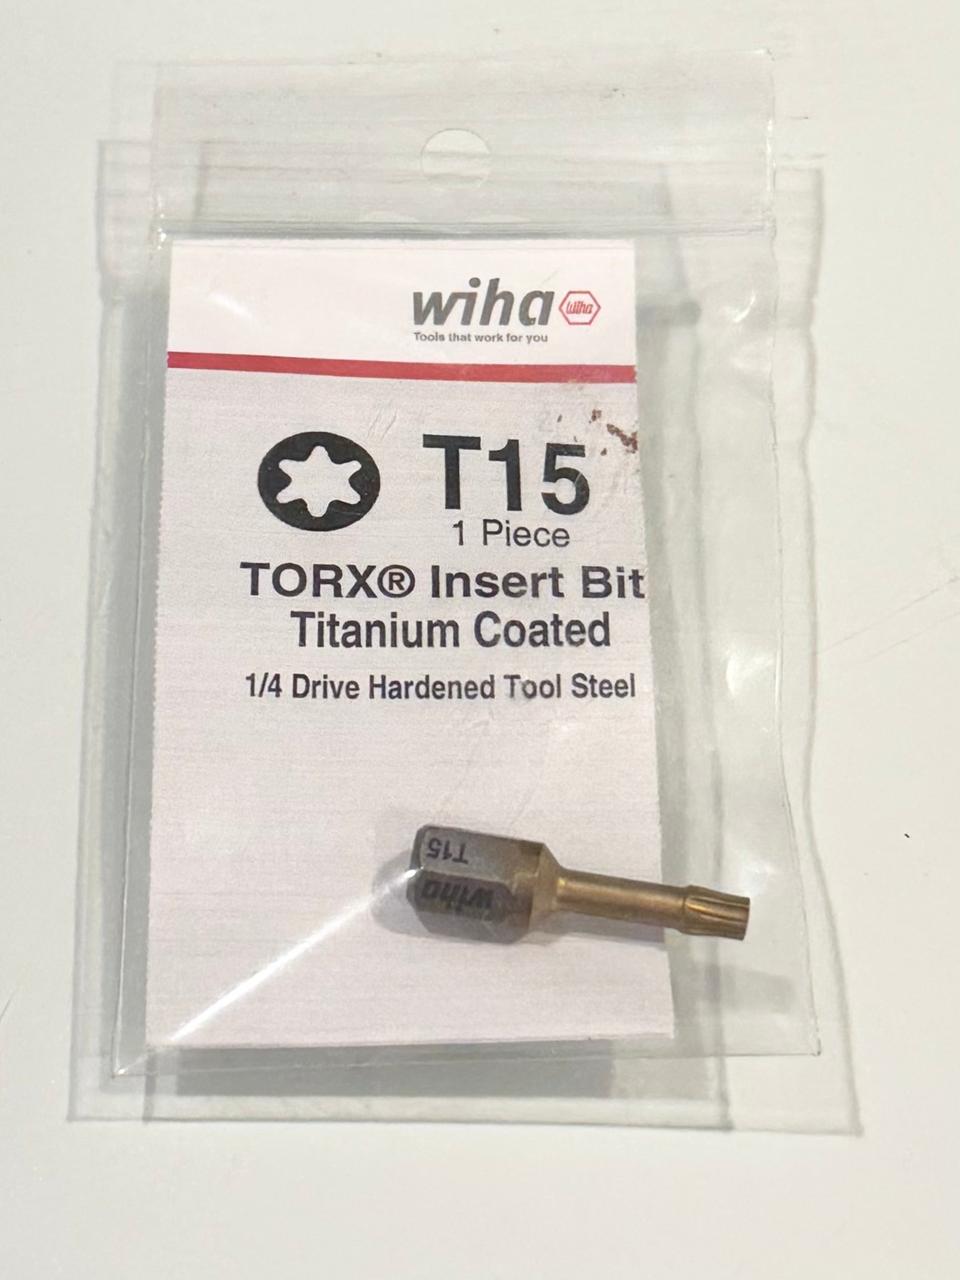 wiha
wiha
Tools that work for you
T15
1 Piece
TORX® Insert Bit
Titanium Coated
1/4 Drive Hardened Tool Steel
T15
wiha